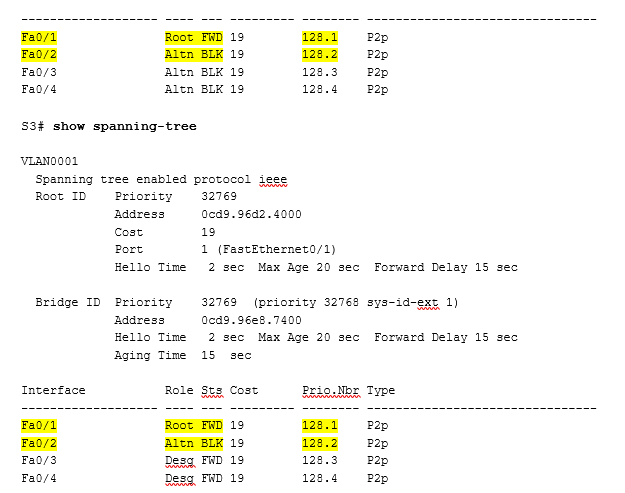 ------------------- ---- --- --------- -------- --------------------------------
Fa0/1               Root FWD 19        128.1    P2p
Fa0/2               Altn BLK 19        128.2    P2p
Fa0/3               Altn BLK 19        128.3    P2p
Fa0/4               Altn BLK 19        128.4    P2p
S3# show spanning-tree
VLAN0001
  Spanning tree enabled protocol ieee
  Root ID    Priority    32769
             Address     0cd9.96d2.4000
             Cost        19
             Port        1 (FastEthernet0/1)
             Hello Time   2 sec  Max Age 20 sec  Forward Delay 15 sec
  Bridge ID  Priority    32769  (priority 32768 sys-id-ext 1)
             Address     0cd9.96e8.7400
             Hello Time   2 sec  Max Age 20 sec  Forward Delay 15 sec
             Aging Time  15  sec
Interface           Role Sts Cost      Prio.Nbr Type
------------------- ---- --- --------- -------- --------------------------------
Fa0/1               Root FWD 19        128.1    P2p
Fa0/2               Altn BLK 19        128.2    P2p
Fa0/3               Desg FWD 19        128.3    P2p
Fa0/4               Desg FWD 19        128.4    P2p